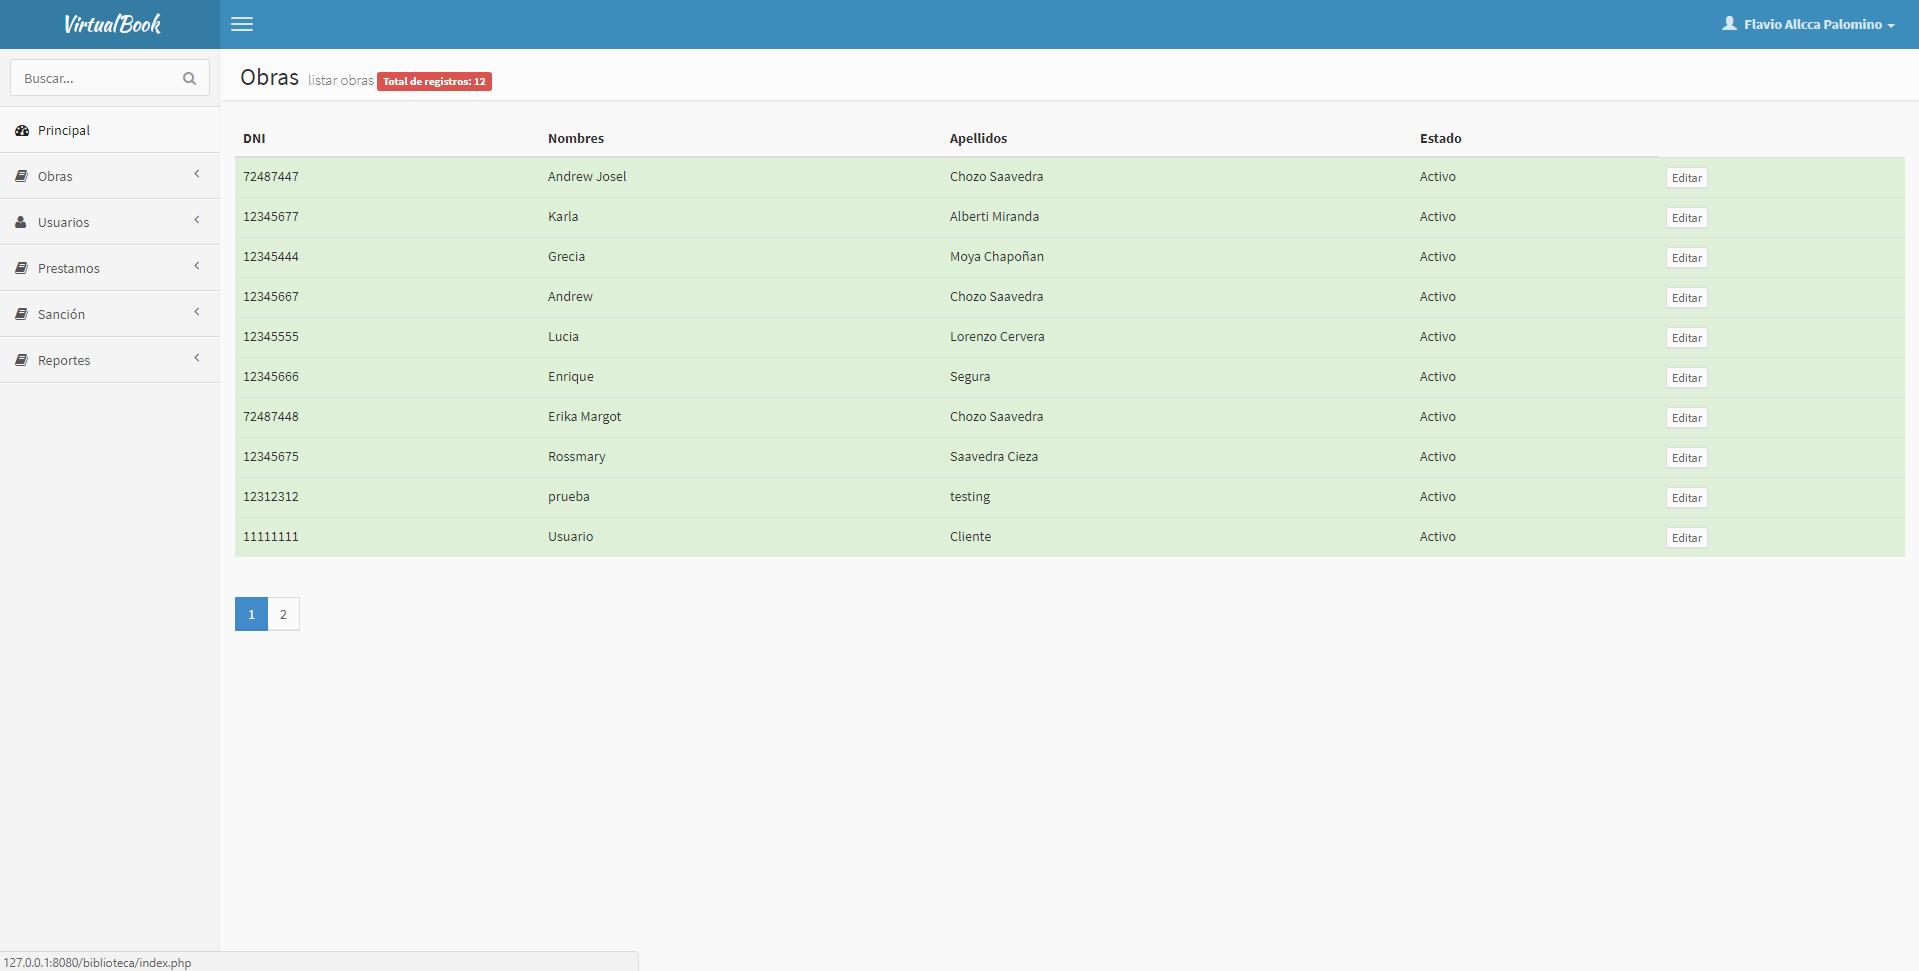 VirtualBook
Flavio Allcca Palomino
Buscar...
Principal
Obras
Usuarios
Prestamos
Sanción
Reportes
Obras listar obras Total de registros: 12
DNI Nombres Apellidos Estado
72487447 Andrew Josel Chozo Saavedra Activo Editar
12345677 Karla Alberti Miranda Activo Editar
12345444 Grecia Moya Chapoñan Activo Editar
12345667 Andrew Chozo Saavedra Activo Editar
12345555 Lucia Lorenzo Cervera Activo Editar
12345666 Enrique Segura Activo Editar
72487448 Erika Margot Chozo Saavedra Activo Editar
12345675 Rossmary Saavedra Cieza Activo Editar
12312312 prueba testing Activo Editar
11111111 Usuario Cliente Activo Editar
1 2
127.0.0.1:8080/biblioteca/index.php